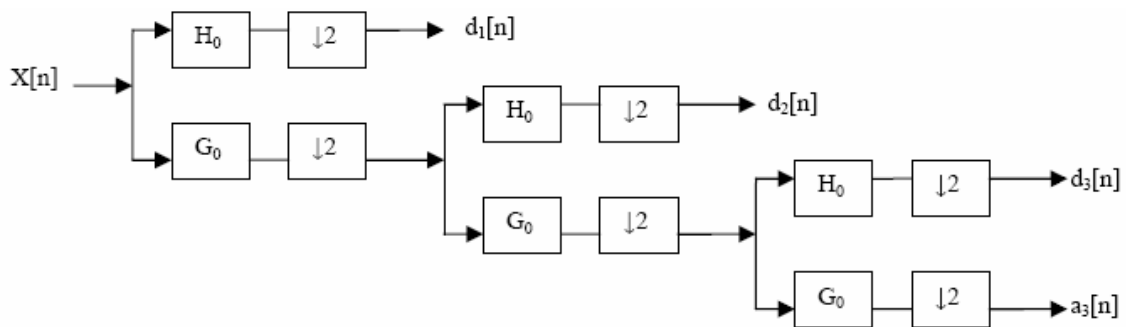 H₀ ↓2 d₁[n]
X[n]
G₀ ↓2 H₀ ↓2 d₂[n]
G₀ ↓2 H₀ ↓2 d₃[n]
G₀ ↓2 a₃[n]